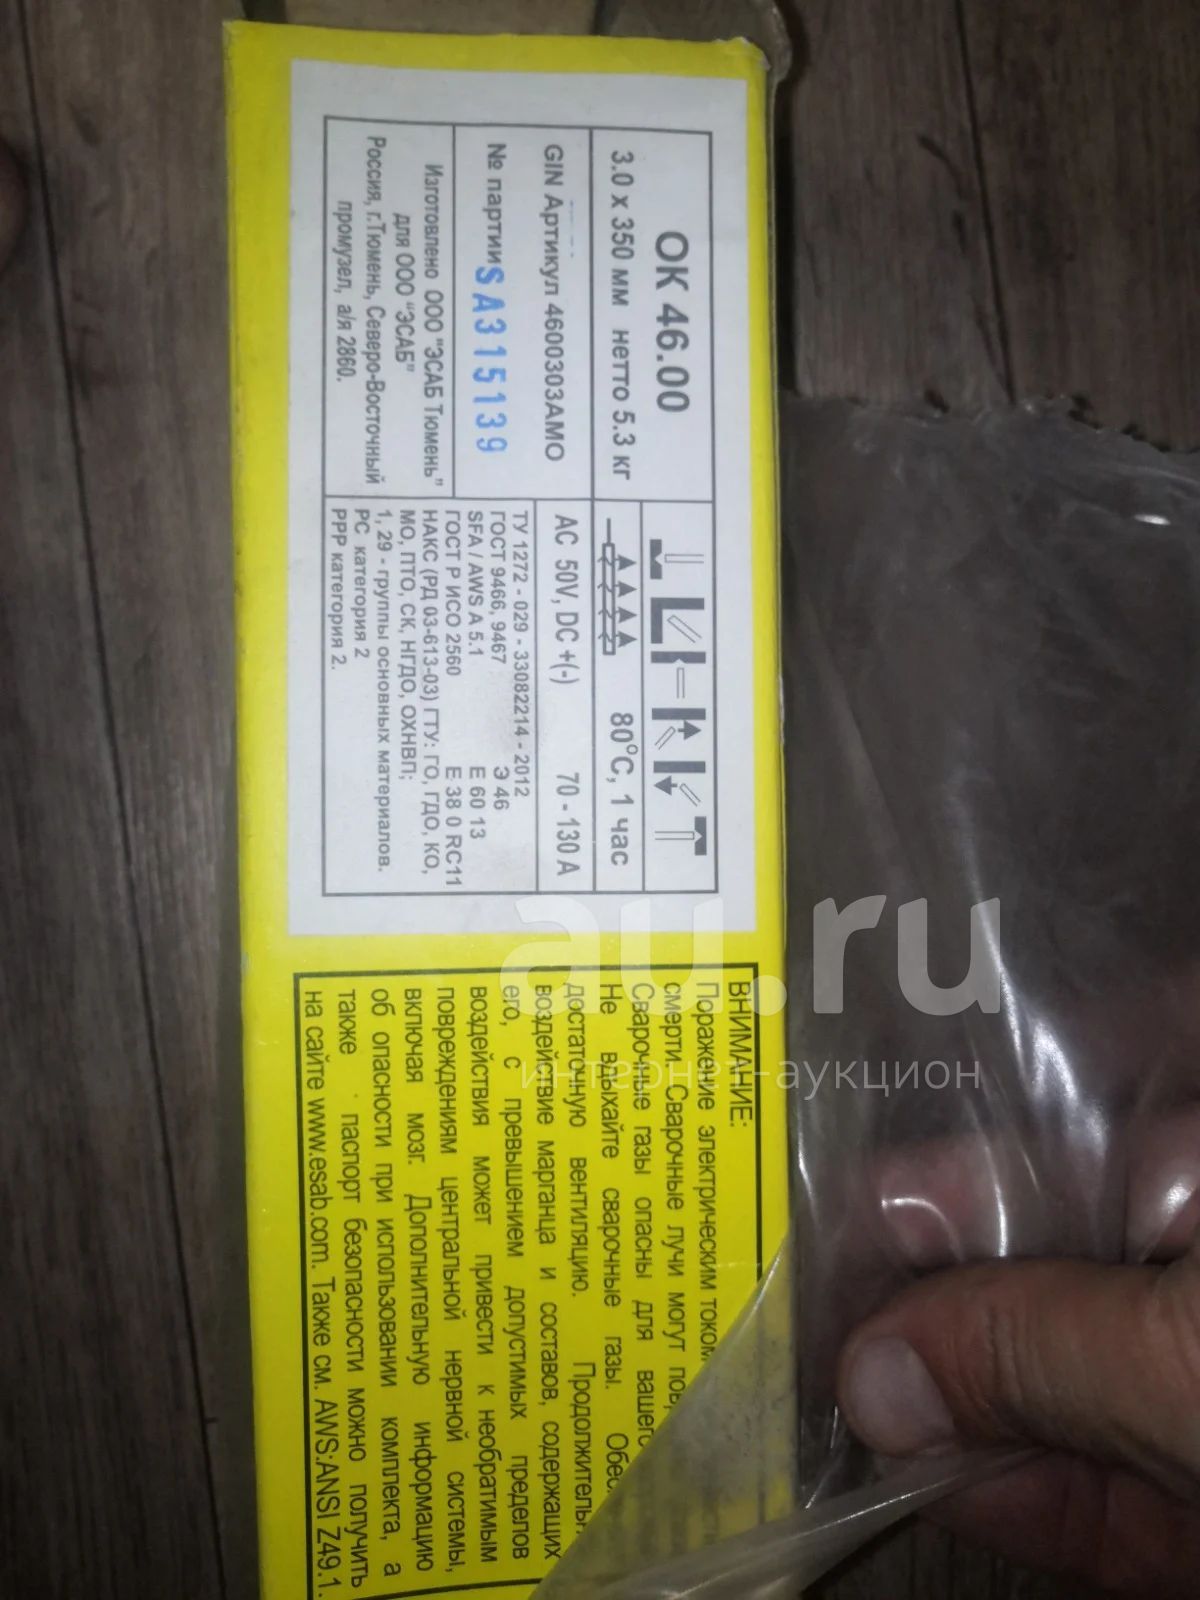 ОК 46.00
3.0 х 350 мм нетто 5.3 кг
GIN Артикул 4600303АМО
№ партии SA315139
Изготовлено ООО "ЭСАБ Тюмень"
для ООО "ЭСАБ"
Россия, г.Тюмень, Северо-Восточный
промузел, а/я 2860.
80°С, 1 час
AC 50V, DC +(-) 70 - 130 А
ТУ 1272 - 029 - 33082214 - 2012
ГОСТ 9466, 9467 Э 46
SFA / AWS A 5.1 E 60 13
ГОСТ Р ИСО 2560 E 38 0 RC11
НАКС (РД 03-613-03) ГТУ: ГО, ГДО, КО,
МО, ПТО, СК, НГДО, ОХНВП;
1, 29 - группы основных материалов.
РС категория 2
РРР категория 2.
ВНИМАНИЕ:
Поражение электрическим током
смерти. Сварочные лучи могут
Сварочные газы опасны для вашего
Не вдыхайте сварочные газы.
достаточную вентиляцию.
воздействие марганца и составов, содержащих
его, с превышением допустимых пределов
воздействия может привести к необратимым
повреждениям центральной нервной системы,
включая мозг. Дополнительную информацию
об опасности при использовании комплекта, а
также паспорт безопасности можно получить
на сайте www.esab.com. Также см. AWS:ANSI Z49.1.
au.ru
интернет-аукцион